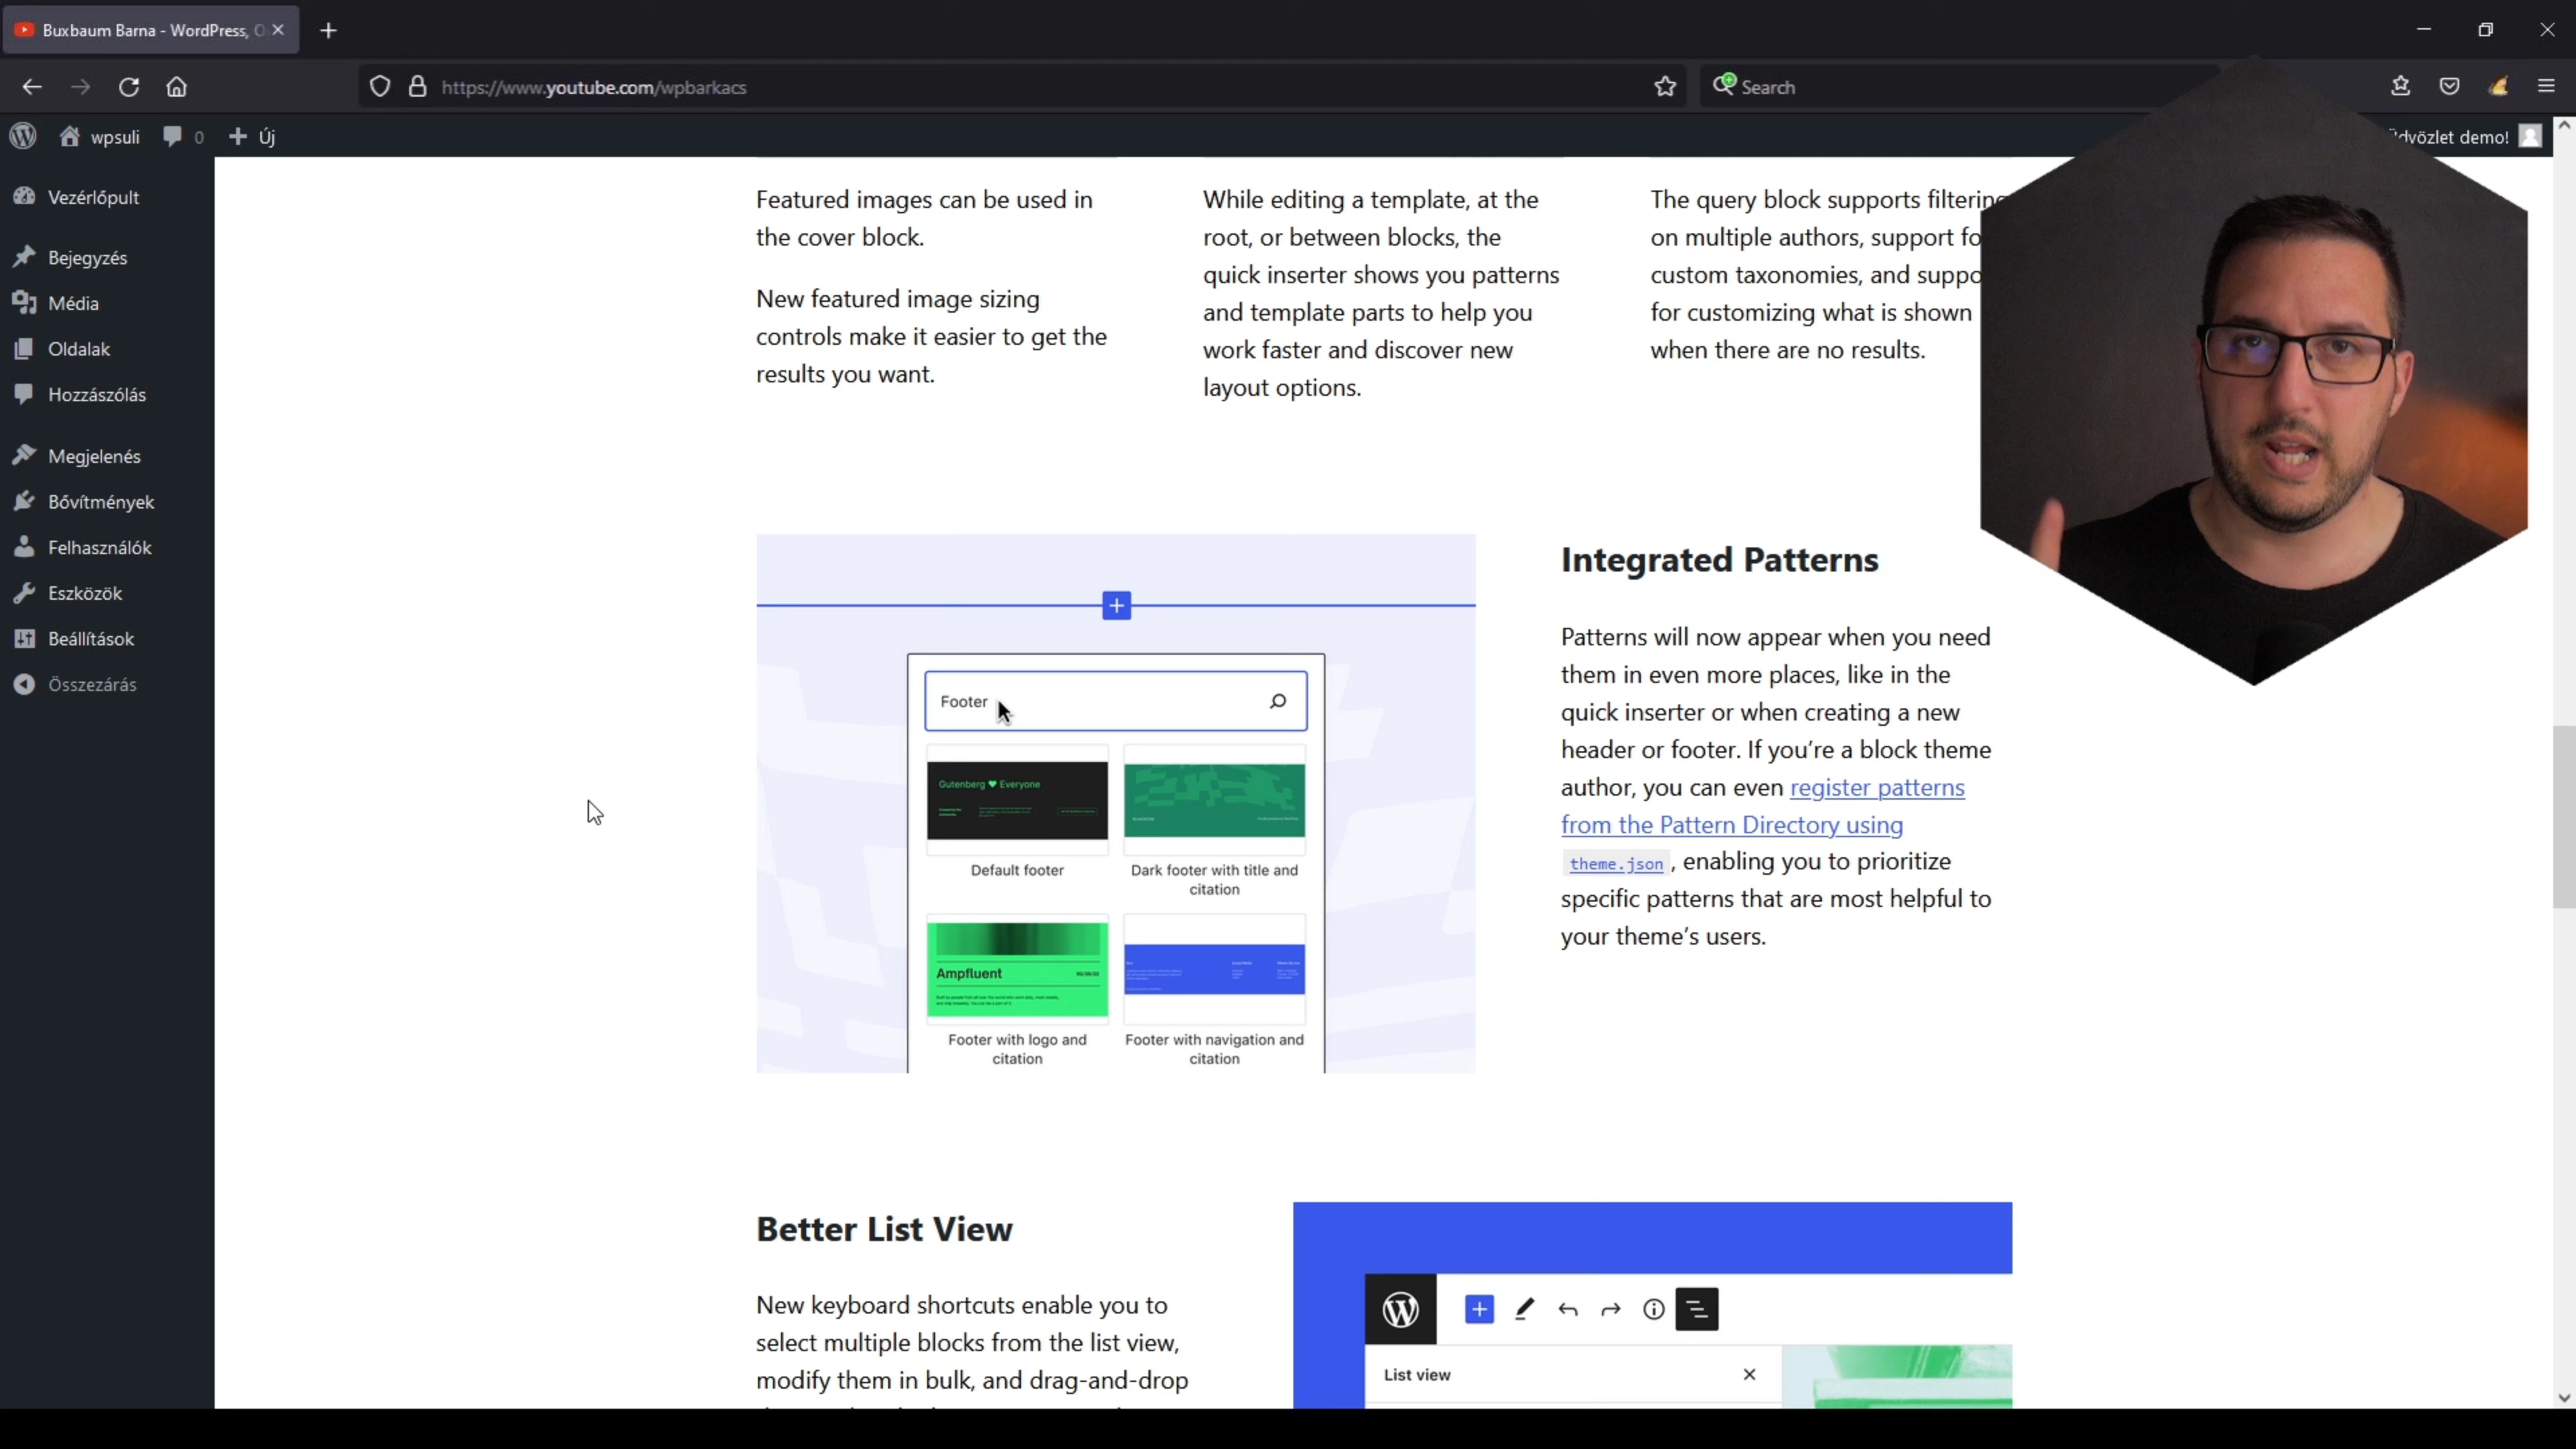 Buxbaum Barna - WordPress, O
https://www.youtube.com/wpbarkacs
Search
wpsuli
0
Új
dvözlet demo!
Vezérlőpult
Bejegyzés
Média
Oldalak
Hozzászólás
Megjelenés
Bővítmények
Felhasználók
Eszközök
Beállítások
Összezárás
Featured images can be used in
the cover block.
New featured image sizing
controls make it easier to get the
results you want.
While editing a template, at the
root, or between blocks, the
quick inserter shows you patterns
and template parts to help you
work faster and discover new
layout options.
The query block supports filtering
on multiple authors, support fo
custom taxonomies, and suppo
for customizing what is shown
when there are no results.
Footer
Gutenberg ♥ Everyone
Default footer
Dark footer with title and
citation
Ampfluent
Footer with logo and
citation
Footer with navigation and
citation
Integrated Patterns
Patterns will now appear when you need
them in even more places, like in the
quick inserter or when creating a new
header or footer. If you’re a block theme
author, you can even register patterns
from the Pattern Directory using
theme.json, enabling you to prioritize
specific patterns that are most helpful to
your theme’s users.
Better List View
New keyboard shortcuts enable you to
select multiple blocks from the list view,
modify them in bulk, and drag-and-drop
List view